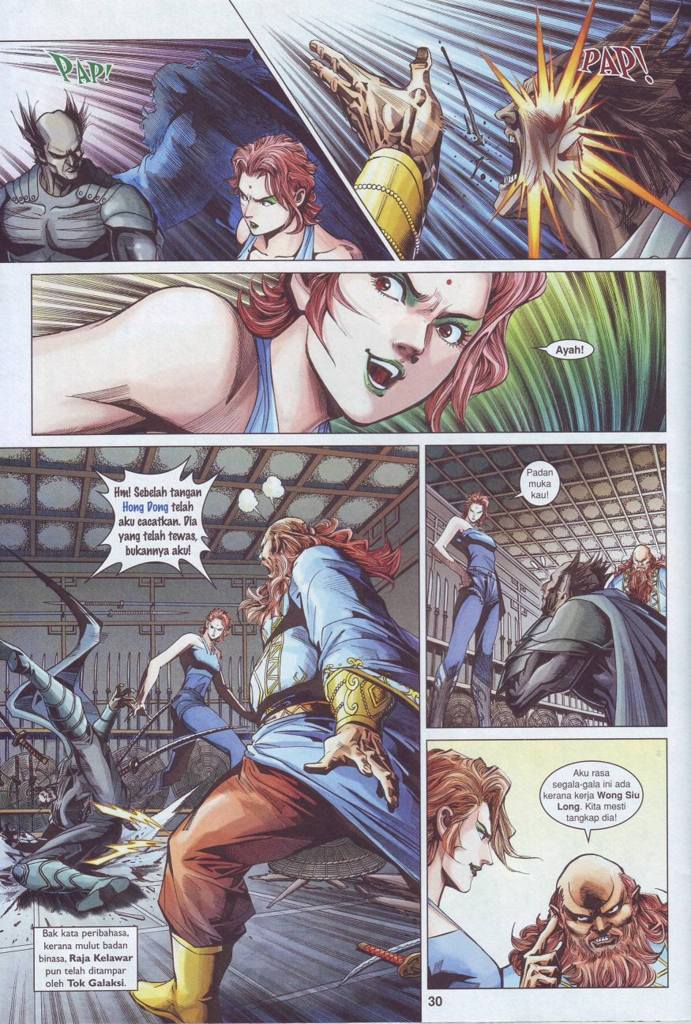 PAP!
PAP!
Ayah!
Hm! Sebelah tangan
Hong Dong telah
aku cacatkan. Dia
yang telah tewas,
bukannya aku!
Padan
muka
kau!
Aku rasa
segala-gala ini ada
kerana kerja Wong Siu
Long. Kita mesti
tangkap dia!
Bak kata peribahasa,
kerana mulut badan
binasa, Raja Kelawar
pun telah ditampar
oleh Tok Galaksi.
30